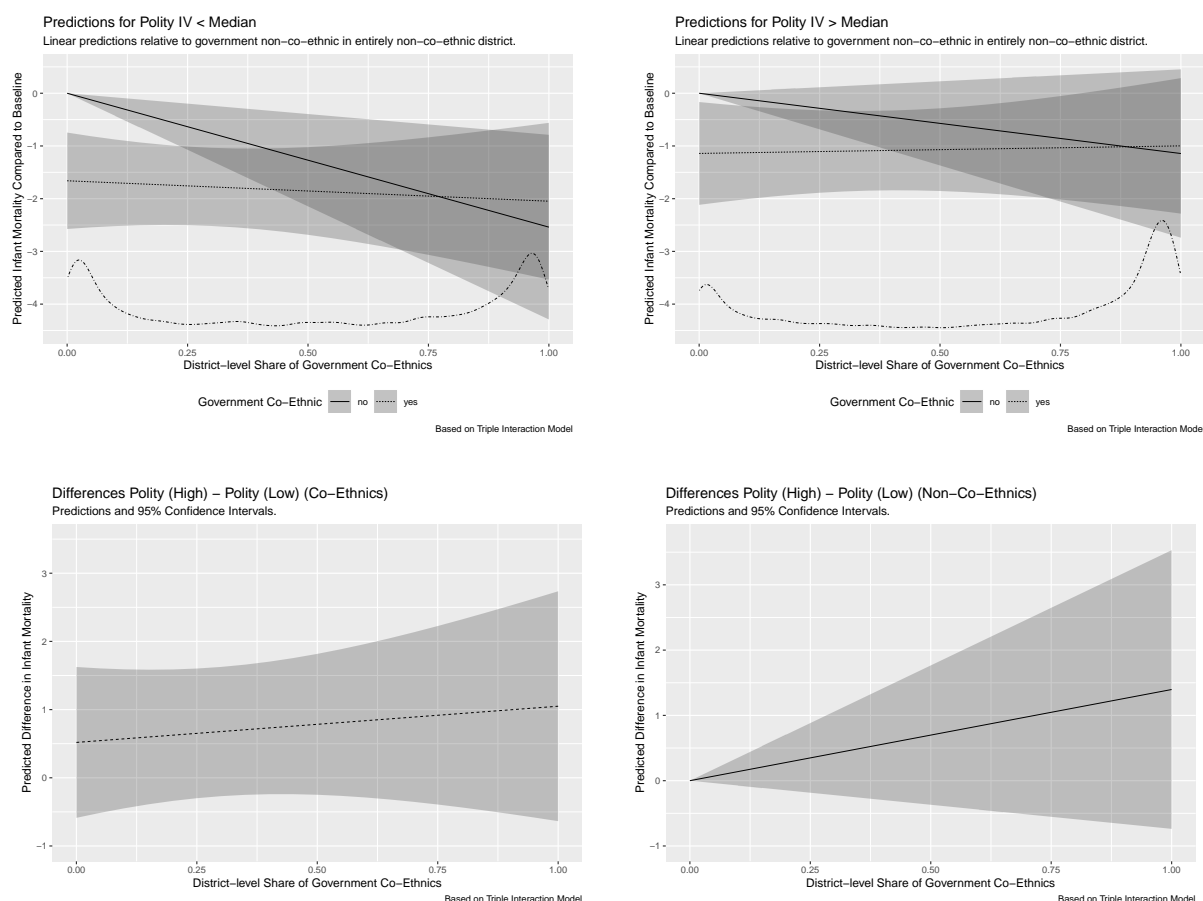 Predictions for Polity IV < Median
Linear predictions relative to government non−co−ethnic in entirely non−co−ethnic district.
Predicted Infant Mortality Compared to Baseline
0
−1
−2
−3
−4
0.00 0.25 0.50 0.75 1.00
District−level Share of Government Co−Ethnics
Government Co−Ethnic no yes
Based on Triple Interaction Model
Predictions for Polity IV > Median
Linear predictions relative to government non−co−ethnic in entirely non−co−ethnic district.
Predicted Infant Mortality Compared to Baseline
0
−1
−2
−3
−4
0.00 0.25 0.50 0.75 1.00
District−level Share of Government Co−Ethnics
Government Co−Ethnic no yes
Based on Triple Interaction Mode
Differences Polity (High) − Polity (Low) (Co−Ethnics)
Predictions and 95% Confidence Intervals.
Predicted Difference in Infant Mortality
3
2
1
0
−1
0.00 0.25 0.50 0.75 1.00
District−level Share of Government Co−Ethnics
Based on Triple Interaction Model
Differences Polity (High) − Polity (Low) (Non−Co−Ethnics)
Predictions and 95% Confidence Intervals.
Predicted Difference in Infant Mortality
3
2
1
0
−1
0.00 0.25 0.50 0.75 1.00
District−level Share of Government Co−Ethnics
Based on Triple Interaction Model